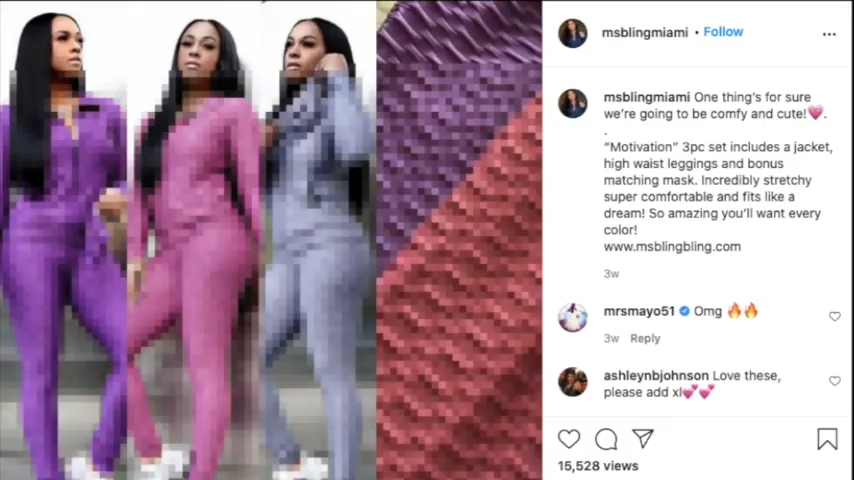 msblingmiami • Follow
msblingmiami One thing's for sure
we're going to be comfy and cute!💗.
.
"Motivation" 3pc set includes a jacket,
high waist leggings and bonus
matching mask. Incredibly stretchy
super comfortable and fits like a
dream! So amazing you'll want every
color!
www.msblingbling.com
3w
mrsmayo51 Omg 🔥🔥
3w Reply
ashleynbjohnson Love these,
please add xl💕💕
15,528 views